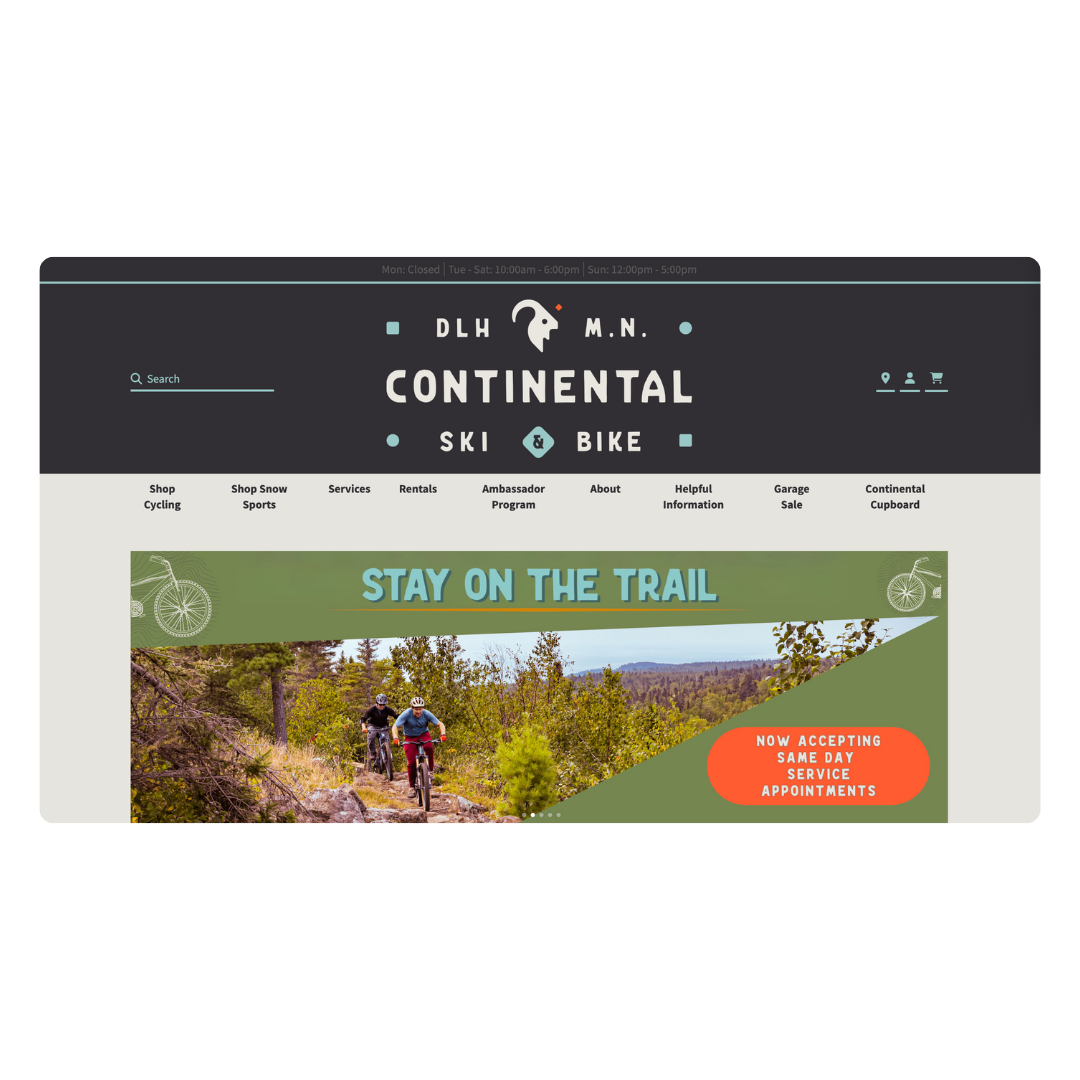 Mon: Closed | Tue - Sat: 10:00am - 6:00pm | Sun: 12:00pm - 5:00pm
DLH M.N.
Search
CONTINENTAL
SKI & BIKE
Shop Cycling
Shop Snow Sports
Services
Rentals
Ambassador Program
About
Helpful Information
Garage Sale
Continental Cupboard
STAY ON THE TRAIL
NOW ACCEPTING
SAME DAY
SERVICE
APPOINTMENTS